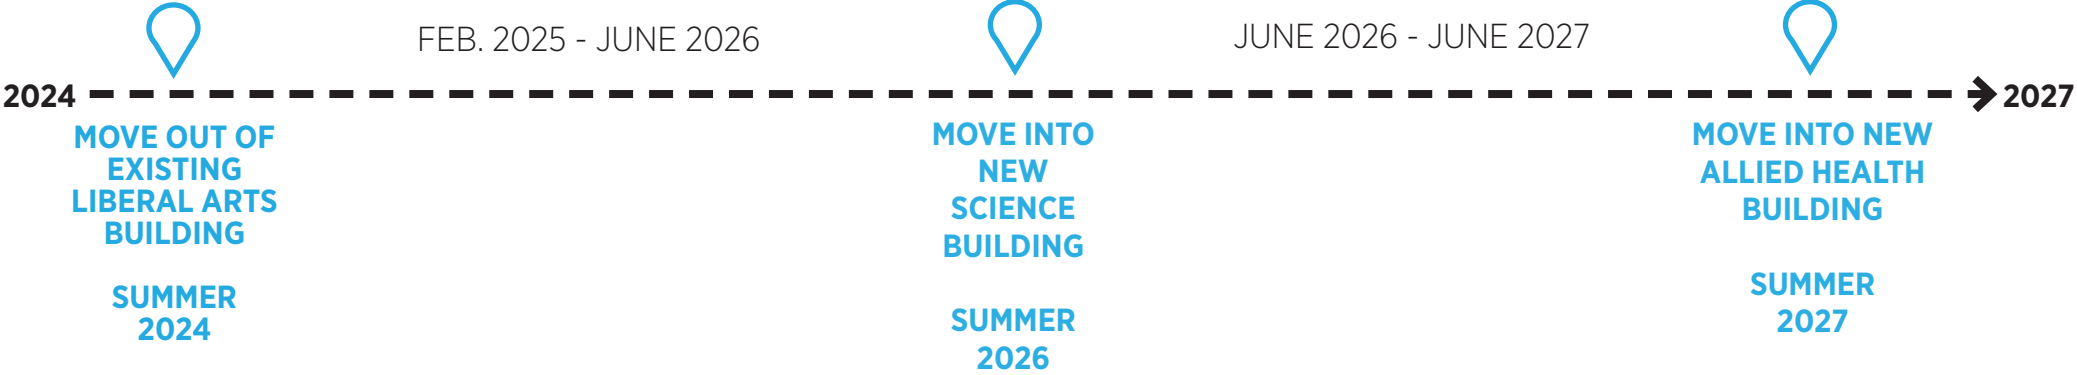 FEB. 2025 - JUNE 2026
JUNE 2026 - JUNE 2027
2024
2027
MOVE OUT OF
EXISTING
LIBERAL ARTS
BUILDING
SUMMER
2024
MOVE INTO
NEW
SCIENCE
BUILDING
SUMMER
2026
MOVE INTO NEW
ALLIED HEALTH
BUILDING
SUMMER
2027